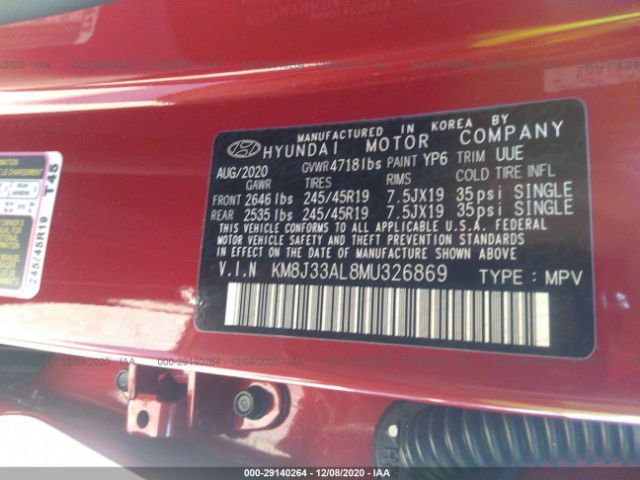 MANUFACTURED IN KOREA BY
HYUNDAI MOTOR COMPANY
AUG/2020 GVWR 4718lbs PAINT YP6 TRIM UUE
GAWR TIRES RIMS COLD TIRE INFL
FRONT 2646 lbs 245/45R19 7.5JX19 35psi SINGLE
REAR 2535 lbs 245/45R19 7.5JX19 35psi SINGLE
THIS VEHICLE CONFORMS TO ALL APPLICABLE U.S.A. FEDERAL
MOTOR VEHICLE SAFETY, BUMPER, AND THEFT PREVENTION
STANDARDS IN EFFECT ON THE DATE OF MANUFACTURE
SHOWN ABOVE.
V.I.N KM8J33AL8MU326869 TYPE : MPV
245/45R19
T45
000-29140264 | 12/08/2020 | IAA